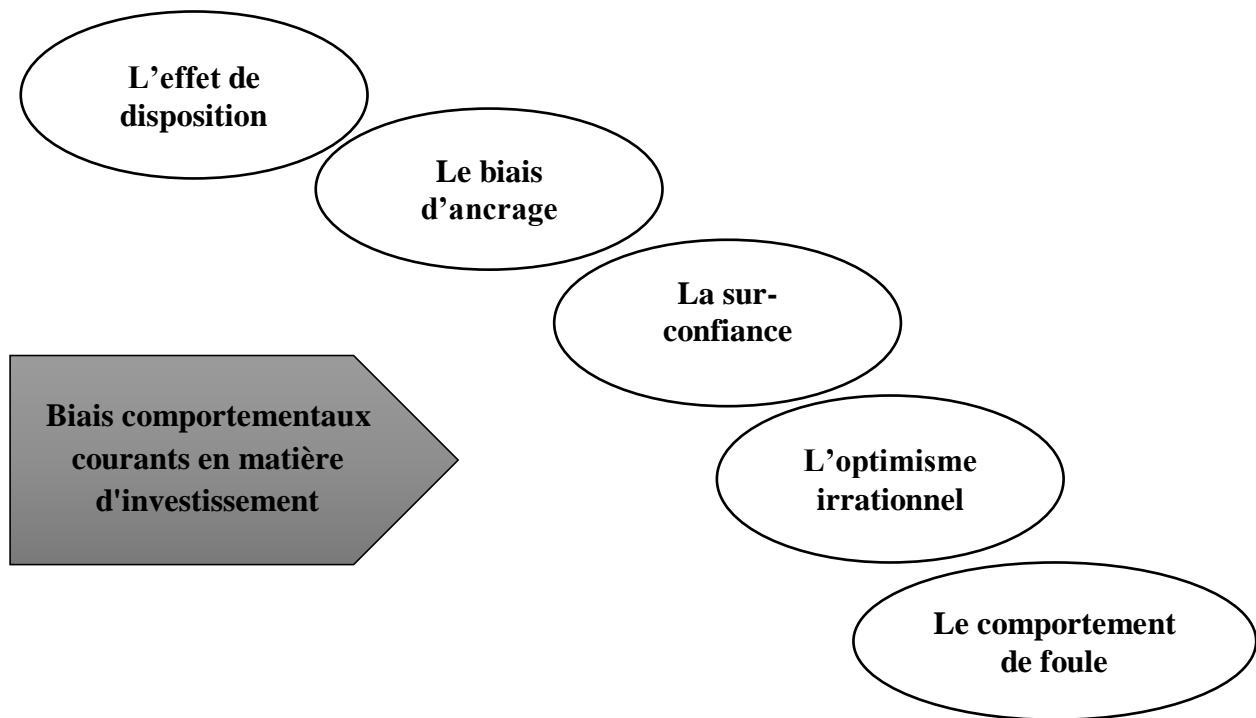 L’effet de
disposition
Le biais
d’ancrage
La sur-
confiance
Biais comportementaux
courants en matière
d'investissement
L’optimisme
irrationnel
Le comportement
de foule